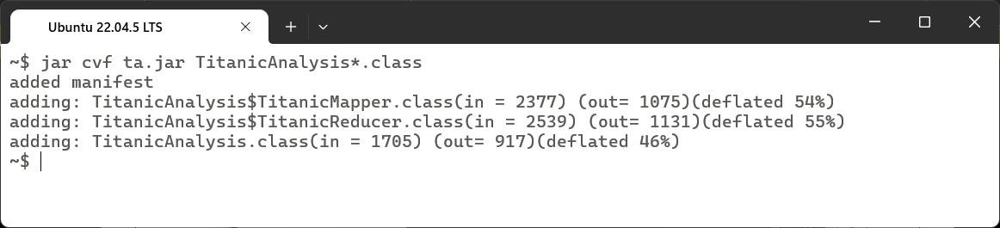 Ubuntu 22.04.5 LTS
~$ jar cvf ta.jar TitanicAnalysis*.class
added manifest
adding: TitanicAnalysis$TitanicMapper.class(in = 2377) (out= 1075)(deflated 54%)
adding: TitanicAnalysis$TitanicReducer.class(in = 2539) (out= 1131)(deflated 55%)
adding: TitanicAnalysis.class(in = 1705) (out= 917)(deflated 46%)
~$